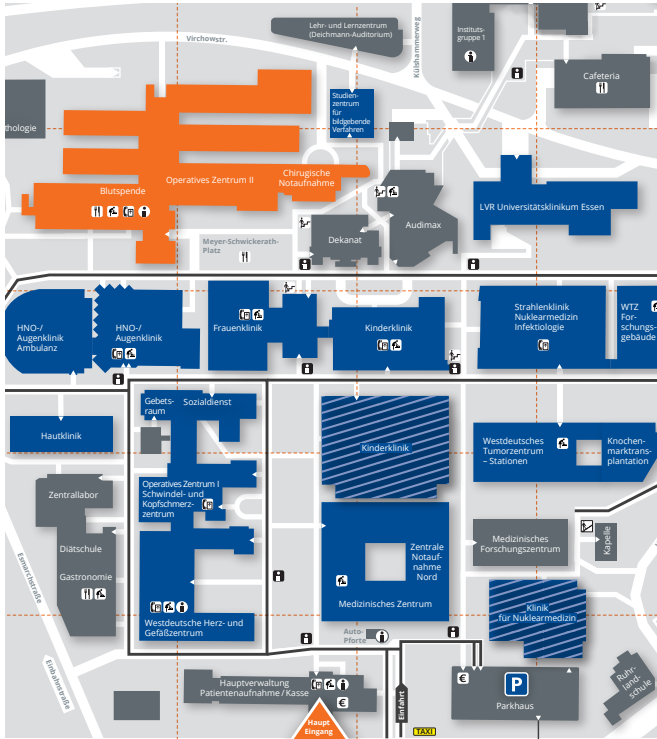 Lehr- und Lernzentrum
(Deichmann-Auditorium)
Virchowstr.
Külshammerweg
Instituts-
gruppe 1
Cafeteria
thologie
Studien-
zentrum
für
bildgebende
Verfahren
Operatives Zentrum II
Chirugische
Notaufnahme
Blutspende
LVR Universitätsklinikum Essen
Meyer-Schwickerath-
Platz
Dekanat
Audimax
HNO-/
Augenklinik
Ambulanz
HNO-/
Augenklinik
Frauenklinik
Kinderklinik
Strahlenklinik
Nuklearmedizin
Infektiologie
WTZ
For-
schungs-
gebäude
Gebets-
raum
Sozialdienst
Hautklinik
Kinderklinik
Westdeutsches
Tumorzentrum
– Stationen
Knochen-
marktrans-
plantation
Operatives Zentrum I
Schwindel- und
Kopfschmerz-
zentrum
Zentrallabor
Diätschule
Gastronomie
Zentrale
Notauf-
nahme
Nord
Medizinisches Zentrum
Medizinisches
Forschungszentrum
Kapelle
Westdeutsche Herz- und
Gefäßzentrum
Klinik
für Nuklearmedizin
Auto-
Pforte
Esmarchstraße
Einbahnstraße
Hauptverwaltung
Patientenaufnahme / Kasse
€
Haupt
Eingang
Einfahrt
TAXI
€
P
Parkhaus
Ruhr-
land-
schule